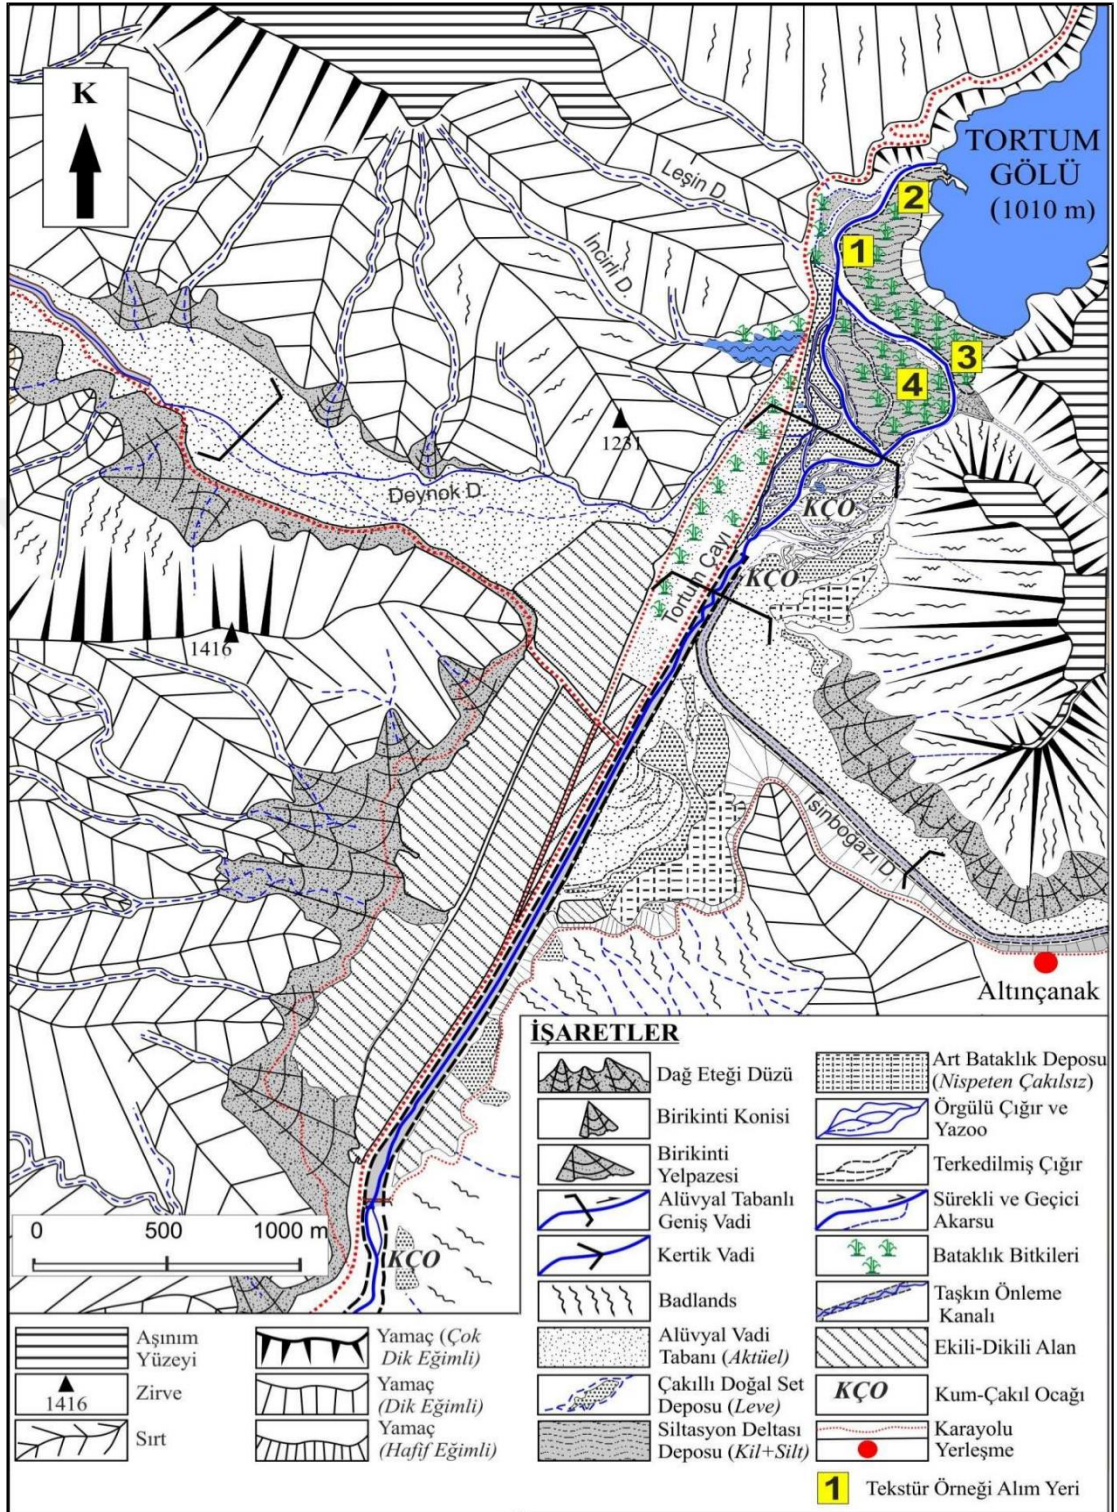 K
TORTUM
GÖLÜ
(1010 m)
Leşin D.
İncirli D.
2
1
3
4
1231
Deynok D.
KÇO
KÇO
Tortum Çayı
1416
Isinboğazı D.
Altınçanak
0 500 1000 m
KÇO
İŞARETLER
Dağ Eteği Düzü
Birikinti Konisi
Birikinti
Yelpazesi
Alüvyal Tabanlı
Geniş Vadi
Kertik Vadi
Badlands
Alüvyal Vadi
Tabanı (Aktüel)
Çakıllı Doğal Set
Deposu (Leve)
Siltasyon Deltası
Deposu (Kil+Silt)
Art Bataklık Deposu
(Nispeten Çakılsız)
Örgülü Çığır ve
Yazoo
Terkedilmiş Çığır
Sürekli ve Geçici
Akarsu
Bataklık Bitkileri
Taşkın Önleme
Kanalı
Ekili-Dikili Alan
KÇO Kum-Çakıl Ocağı
Karayolu
Yerleşme
1 Tekstür Örneği Alım Yeri
Aşınım
Yüzeyi
1416 Zirve
Sırt
Yamaç (Çok
Dik Eğimli)
Yamaç
(Dik Eğimli)
Yamaç
(Hafif Eğimli)